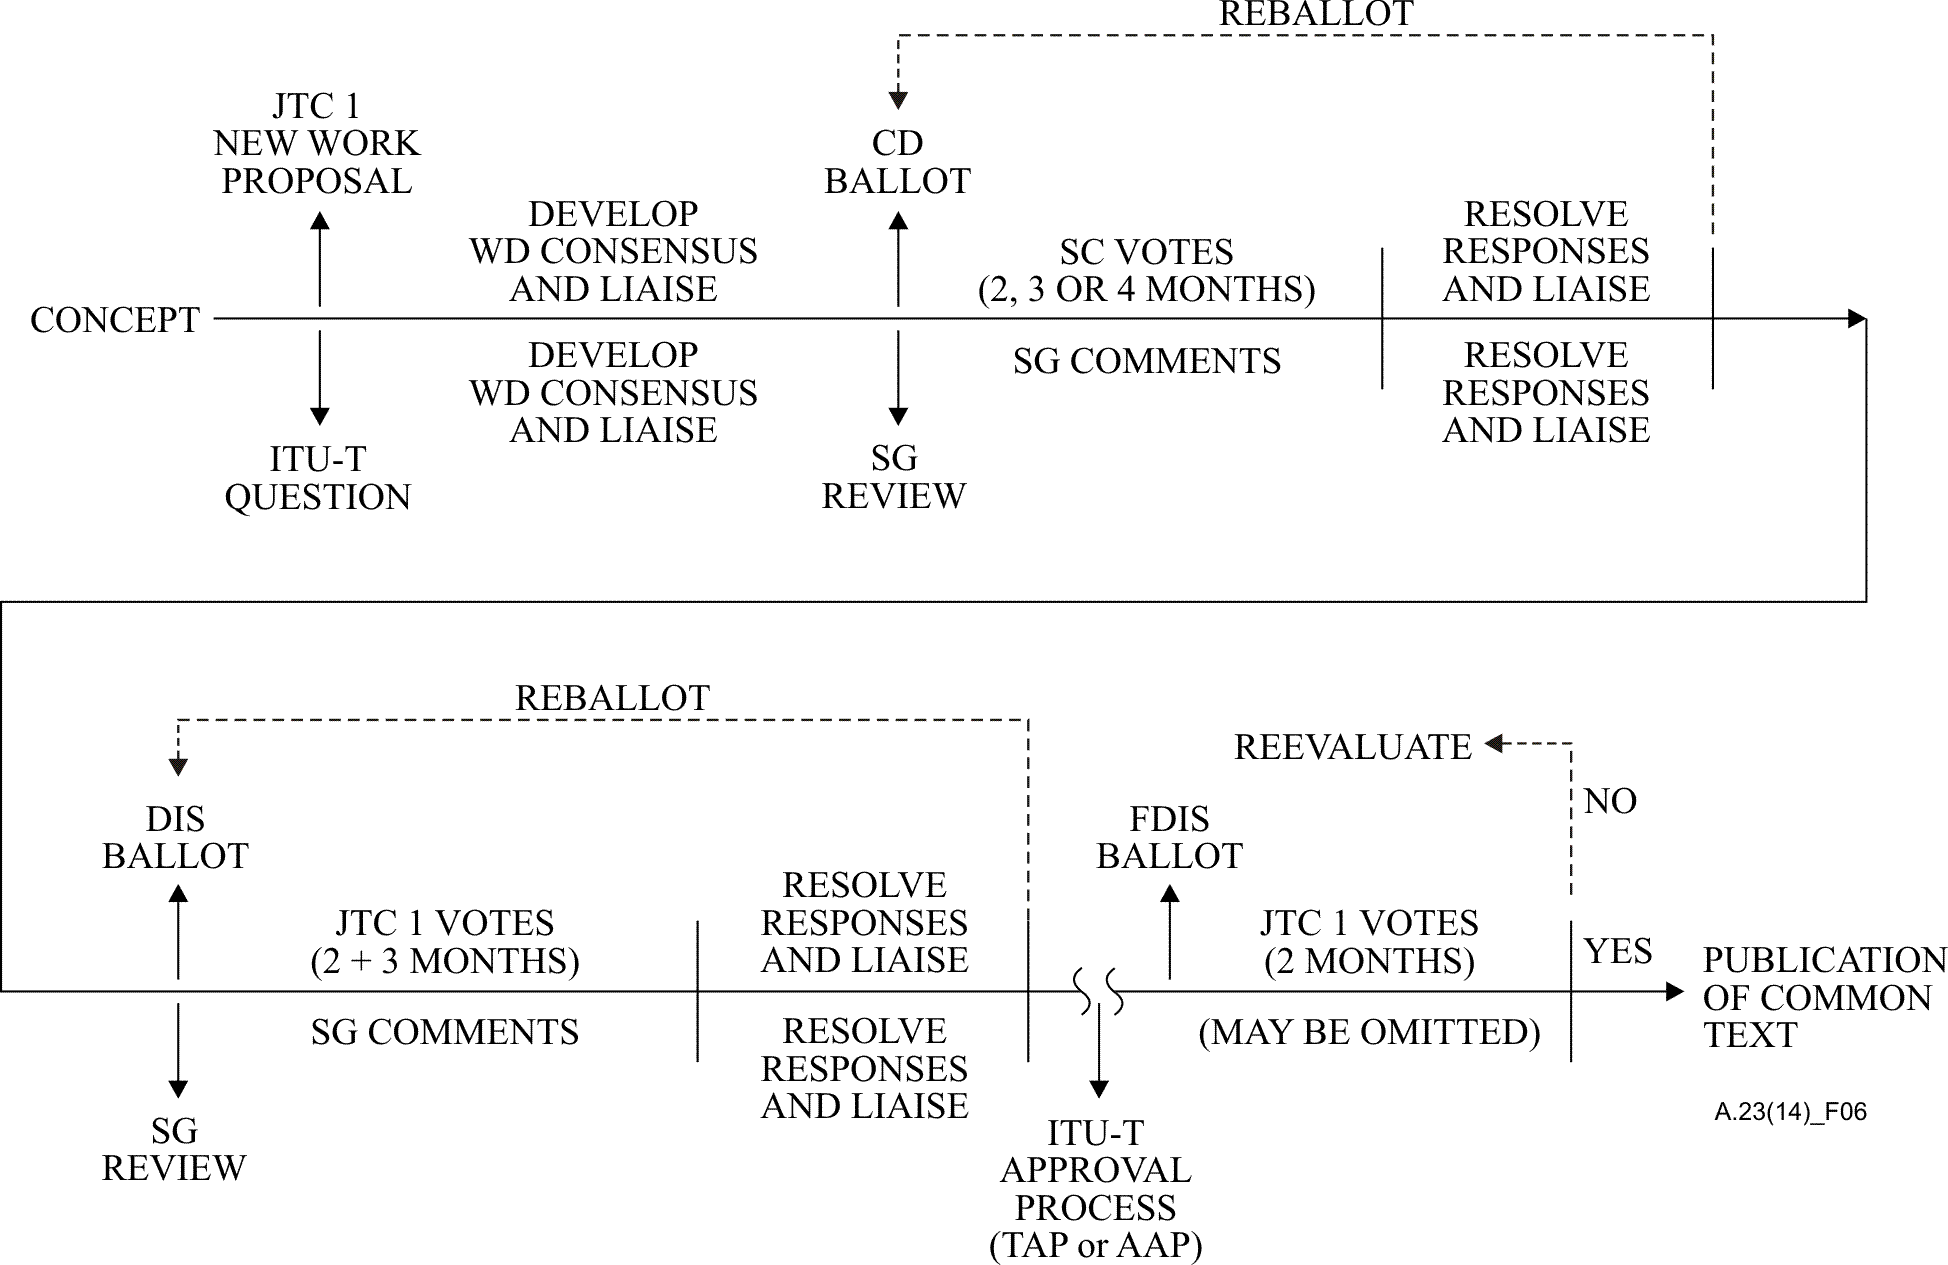 REBALLOT
JTC 1
NEW WORK
PROPOSAL
CD
BALLOT
DEVELOP
WD CONSENSUS
AND LIAISE
SC VOTES
(2, 3 OR 4 MONTHS)
RESOLVE
RESPONSES
AND LIAISE
CONCEPT
DEVELOP
WD CONSENSUS
AND LIAISE
SG COMMENTS
RESOLVE
RESPONSES
AND LIAISE
ITU-T
QUESTION
SG
REVIEW
REBALLOT
REEVALUATE
NO
DIS
BALLOT
FDIS
BALLOT
JTC 1 VOTES
(2 + 3 MONTHS)
RESOLVE
RESPONSES
AND LIAISE
JTC 1 VOTES
(2 MONTHS)
YES
PUBLICATION
OF COMMON
TEXT
SG COMMENTS
RESOLVE
RESPONSES
AND LIAISE
(MAY BE OMITTED)
SG
REVIEW
ITU-T
APPROVAL
PROCESS
(TAP or AAP)
A.23(14)_F06